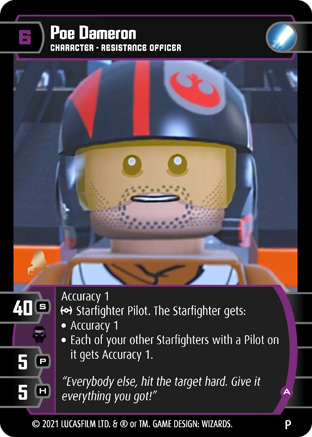 6 Poe Dameron
CHARACTER - RESISTANCE OFFICER
40 S
5 P
5 H
Accuracy 1
Starfighter Pilot. The Starfighter gets:
• Accuracy 1
• Each of your other Starfighters with a Pilot on
it gets Accuracy 1.
“Everybody else, hit the target hard. Give it
everything you got!”
A
© 2021 LUCASFILM LTD. & ® or TM. GAME DESIGN: WIZARDS.
P